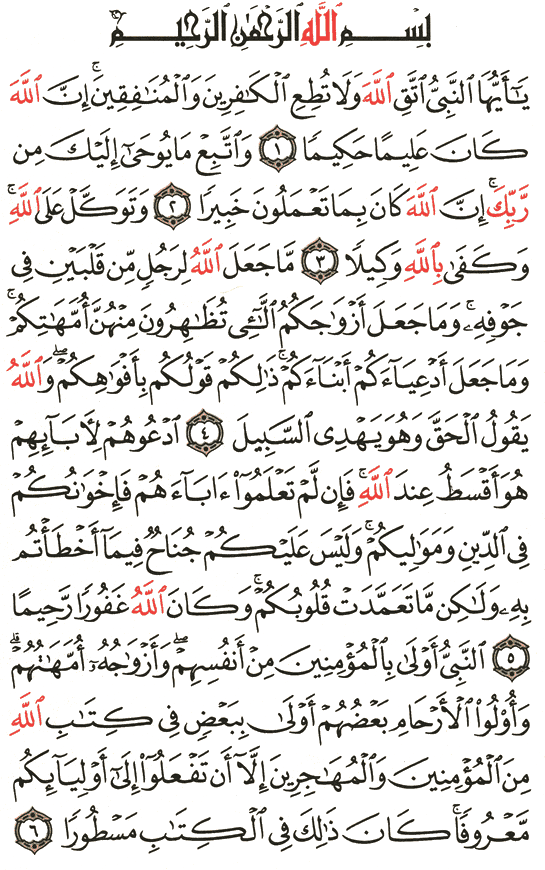 بِسْمِ ٱللَّهِ ٱلرَّحْمَٰنِ ٱلرَّحِيمِ
يَٰٓأَيُّهَا ٱلنَّبِىُّ ٱتَّقِ ٱللَّهَ وَلَا تُطِعِ ٱلْكَٰفِرِينَ وَٱلْمُنَٰفِقِينَ ۚ إِنَّ ٱللَّهَ
كَانَ عَلِيمًا حَكِيمًا ١ وَٱتَّبِعْ مَا يُوحَىٰٓ إِلَيْكَ مِن
رَّبِّكَ ۚ إِنَّ ٱللَّهَ كَانَ بِمَا تَعْمَلُونَ خَبِيرًا ٢ وَتَوَكَّلْ عَلَى ٱللَّهِ ۚ
وَكَفَىٰ بِٱللَّهِ وَكِيلًا ٣ مَّا جَعَلَ ٱللَّهُ لِرَجُلٍ مِّن قَلْبَيْنِ فِى
جَوْفِهِۦ ۚ وَمَا جَعَلَ أَزْوَٰجَكُمُ ٱلَّٰٓـِٔى تُظَٰهِرُونَ مِنْهُنَّ أُمَّهَٰتِكُمْ ۚ
وَمَا جَعَلَ أَدْعِيَآءَكُمْ أَبْنَآءَكُمْ ۚ ذَٰلِكُمْ قَوْلُكُم بِأَفْوَٰهِكُمْ ۖ وَٱللَّهُ
يَقُولُ ٱلْحَقَّ وَهُوَ يَهْدِى ٱلسَّبِيلَ ٤ ٱدْعُوهُمْ لِـَٔابَآئِهِمْ
هُوَ أَقْسَطُ عِندَ ٱللَّهِ ۚ فَإِن لَّمْ تَعْلَمُوٓا۟ ءَابَآءَهُمْ فَإِخْوَٰنُكُمْ
فِى ٱلدِّينِ وَمَوَٰلِيكُمْ ۚ وَلَيْسَ عَلَيْكُمْ جُنَاحٌ فِيمَآ أَخْطَأْتُم
بِهِۦ وَلَٰكِن مَّا تَعَمَّدَتْ قُلُوبُكُمْ ۚ وَكَانَ ٱللَّهُ غَفُورًا رَّحِيمًا
٥ ٱلنَّبِىُّ أَوْلَىٰ بِٱلْمُؤْمِنِينَ مِنْ أَنفُسِهِمْ ۖ وَأَزْوَٰجُهُۥٓ أُمَّهَٰتُهُمْ ۗ
وَأُو۟لُوا۟ ٱلْأَرْحَامِ بَعْضُهُمْ أَوْلَىٰ بِبَعْضٍ فِى كِتَٰبِ ٱللَّهِ
مِنَ ٱلْمُؤْمِنِينَ وَٱلْمُهَٰجِرِينَ إِلَّآ أَن تَفْعَلُوٓا۟ إِلَىٰٓ أَوْلِيَآئِكُم
مَّعْرُوفًا ۚ كَانَ ذَٰلِكَ فِى ٱلْكِتَٰبِ مَسْطُورًا ٦